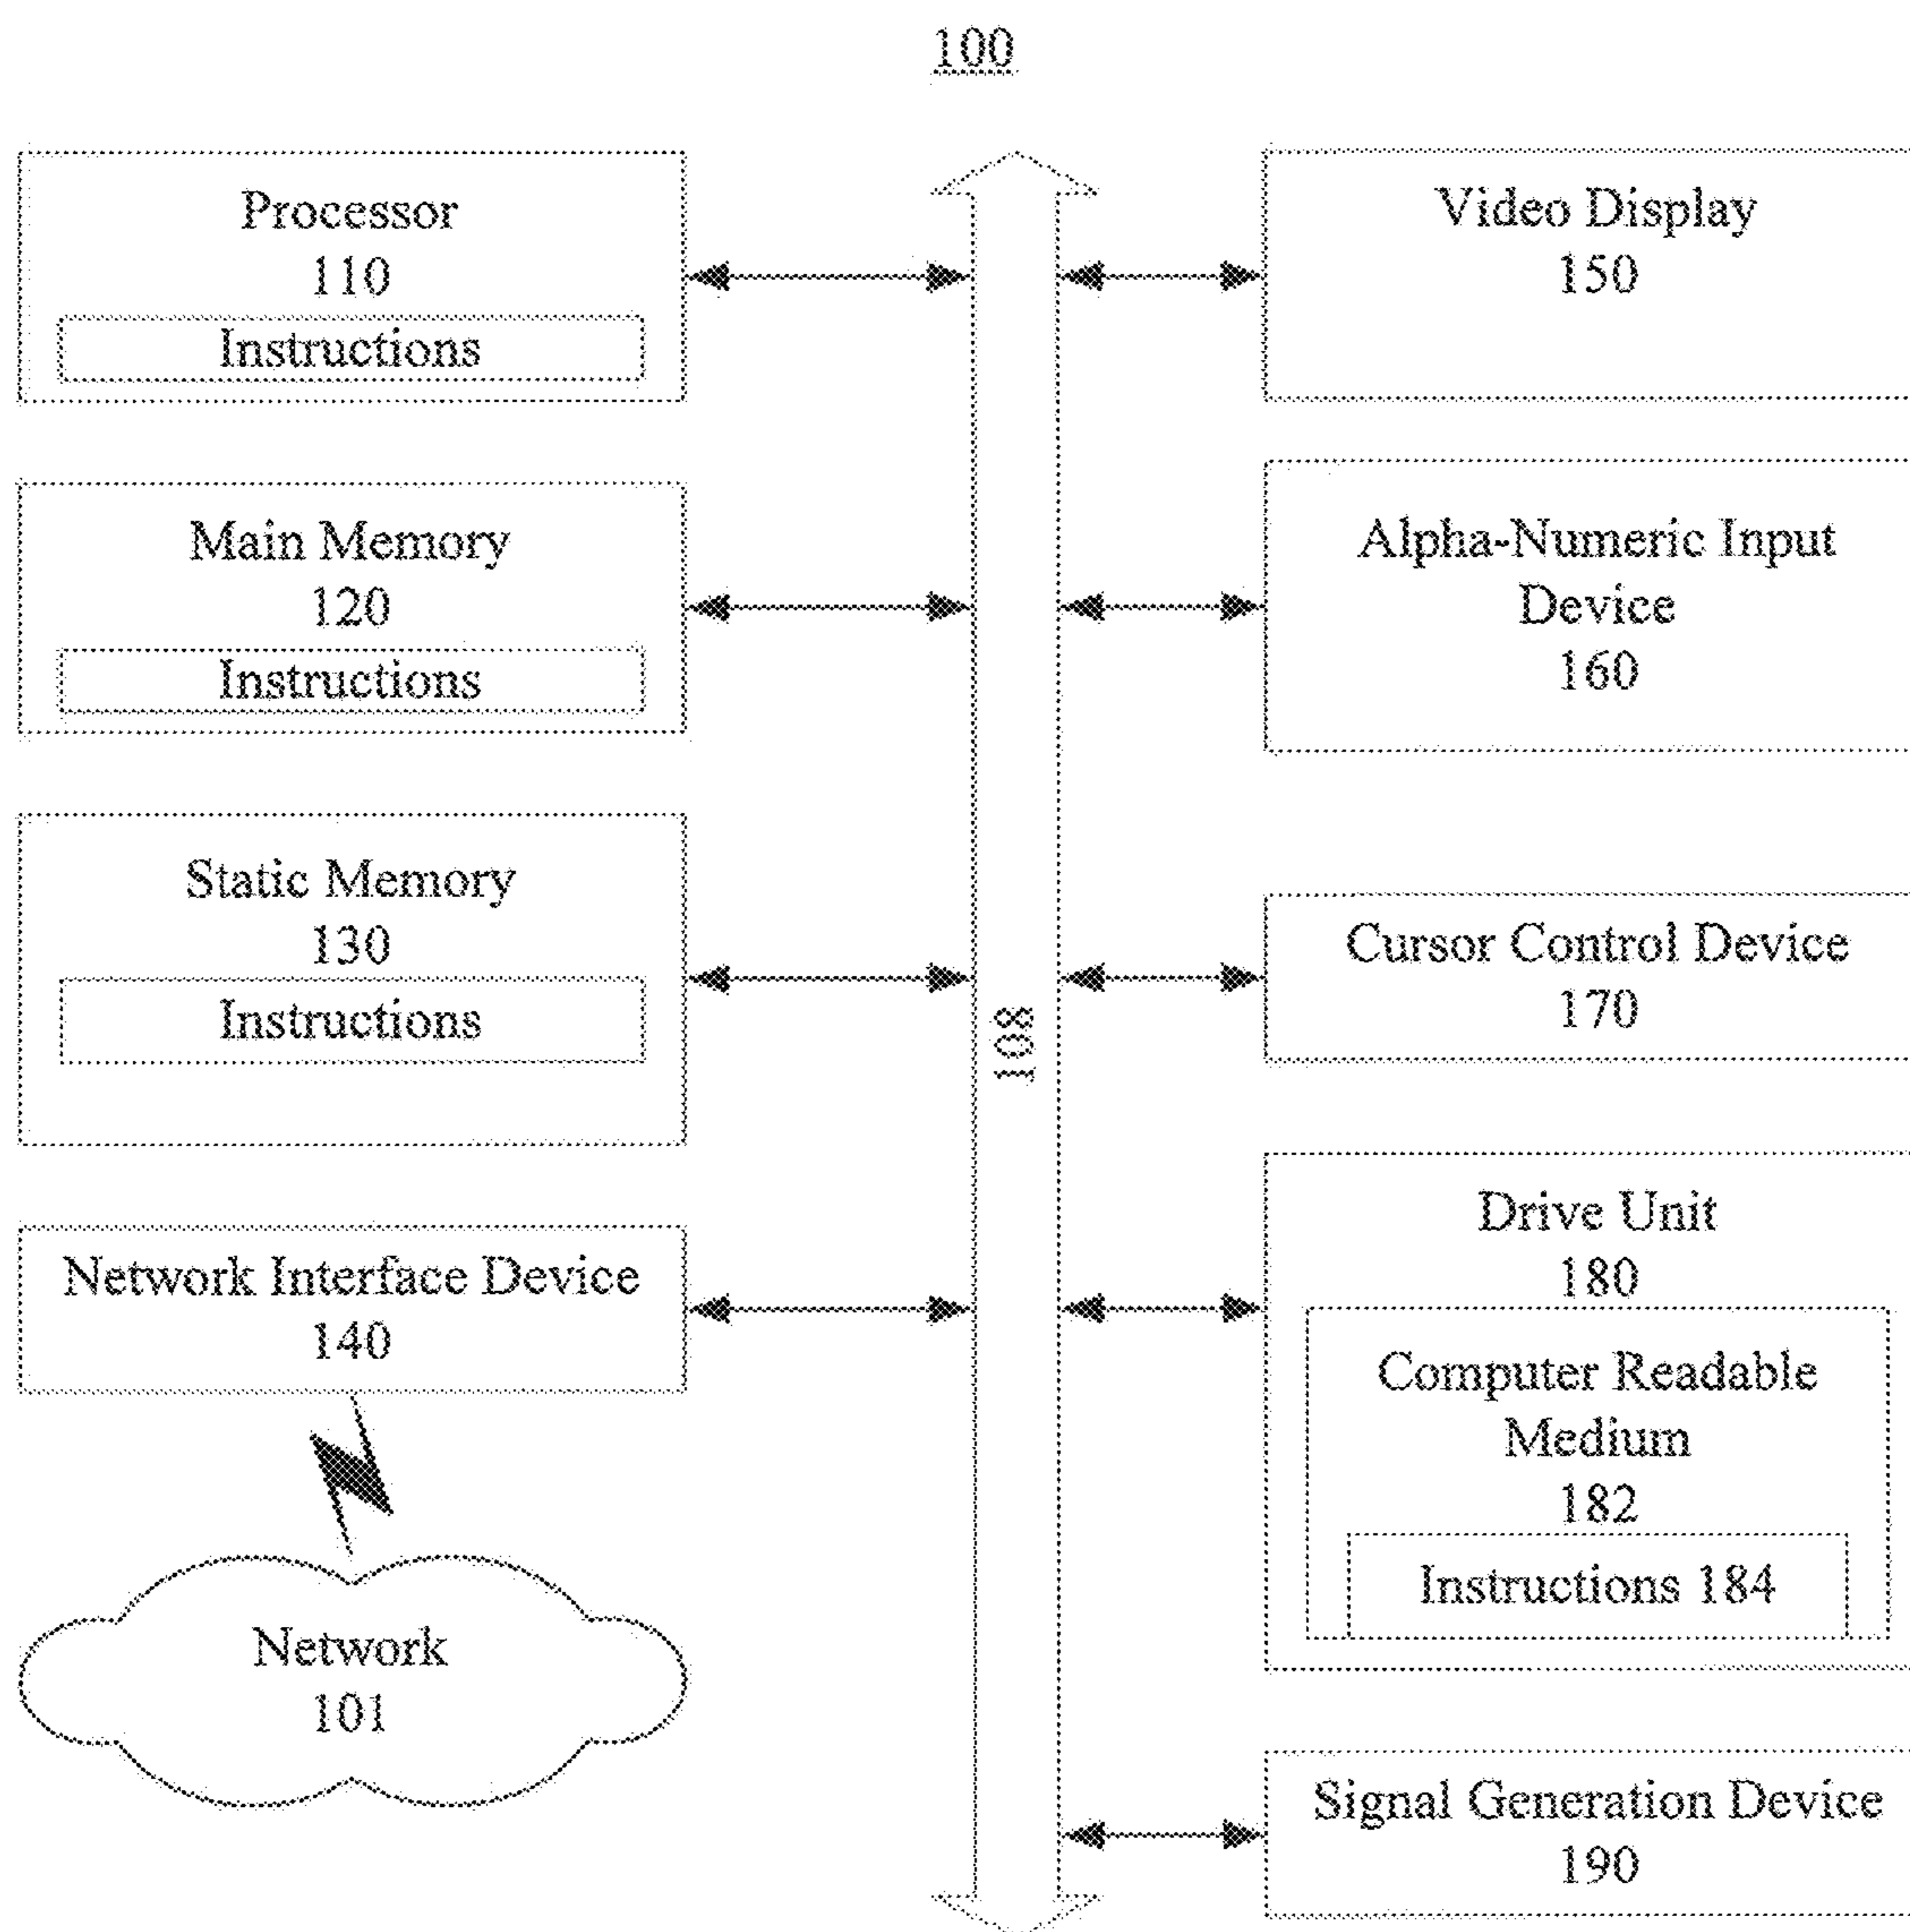 100
Processor
110
Instructions
Main Memory
120
Instructions
Static Memory
130
Instructions
Network Interface Device
140
Network
101
108
Video Display
150
Alpha-Numeric Input
Device
160
Cursor Control Device
170
Drive Unit
180
Computer Readable
Medium
182
Instructions 184
Signal Generation Device
190